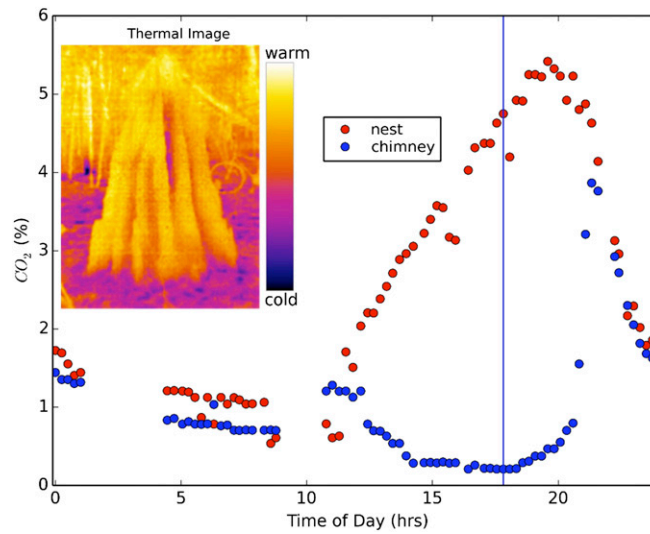 Thermal Image
warm
cold
nest
chimney
CO₂ (%)
6
5
4
3
2
1
0
0
5
10
15
20
Time of Day (hrs)